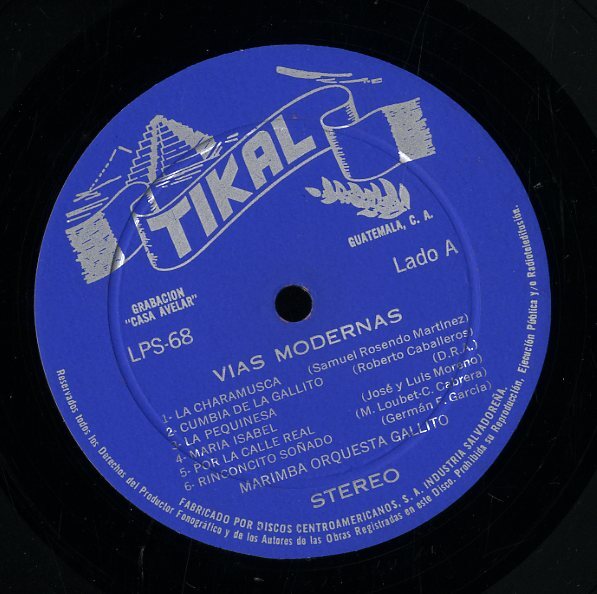 TIKAL
GUATEMALA, C. A.
Lado A
GRABACION
"CASA AVELAR"
LPS-68
VIAS MODERNAS
1- LA CHARAMUSCA (Samuel Rosendo Martínez)
2- CUMBIA DE LA GALLITO (Roberto Caballeros)
3- LA PEQUINESA (D.R.A.)
4- MARIA ISABEL (José y Luis Moreno)
5- POR LA CALLE REAL (M. Loubet-C. Cabrera)
6- RINCONCITO SOÑADO (Germán F. García)
MARIMBA ORQUESTA GALLITO
STEREO
FABRICADO POR DISCOS CENTROAMERICANOS, S. A. INDUSTRIA SALVADOREÑA.
Reservados todos los Derechos del Productor Fonográfico y de los Autores de las Obras Registradas en este Disco. Prohibida su Reproducción, Ejecución Pública y/o Radioteledifusión.